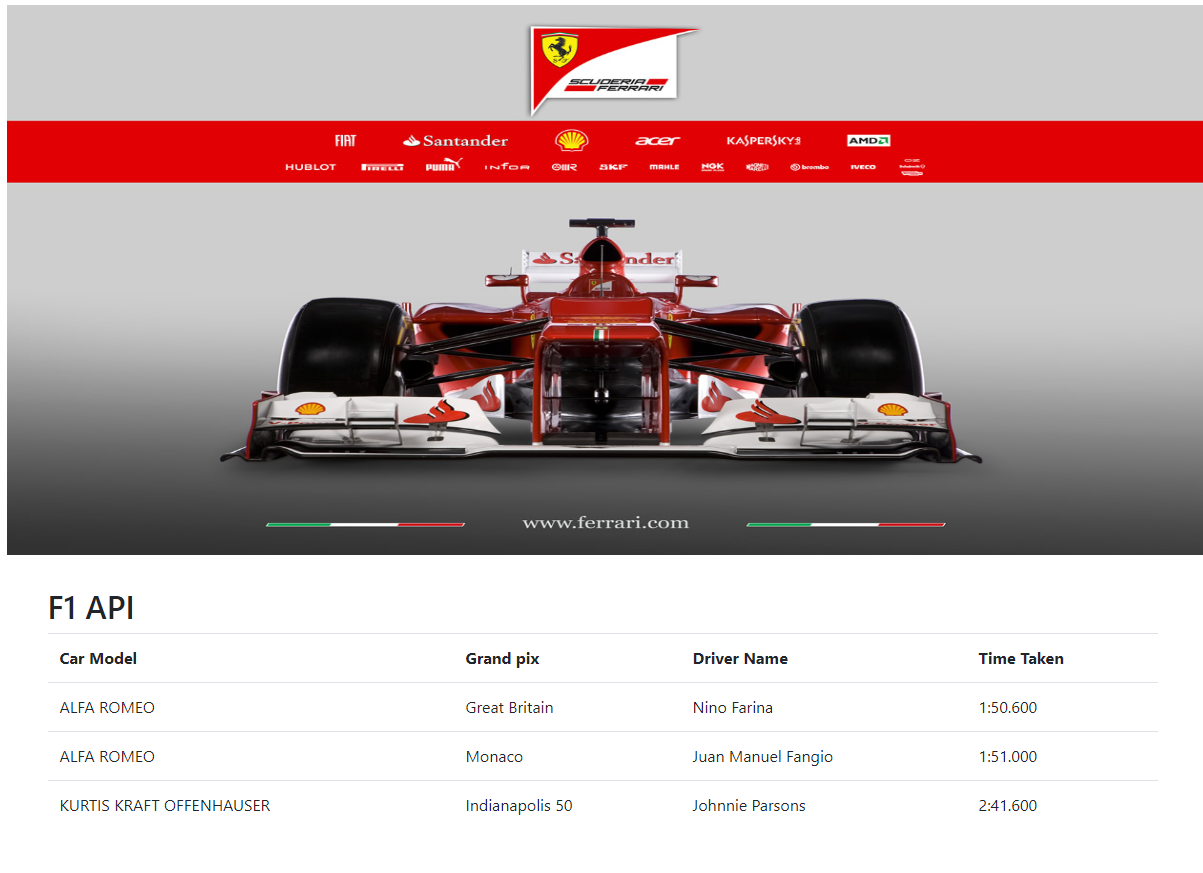 SCUDERIA
FERRARI
FIAT Santander acer KASPERSKY AMD
HUBLOT PIRELLI PUMA infor OMR SKF MAHLE NGK brembo IVECO OZ
www.ferrari.com
F1 API
Car Model Grand pix Driver Name Time Taken
ALFA ROMEO Great Britain Nino Farina 1:50.600
ALFA ROMEO Monaco Juan Manuel Fangio 1:51.000
KURTIS KRAFT OFFENHAUSER Indianapolis 50 Johnnie Parsons 2:41.600